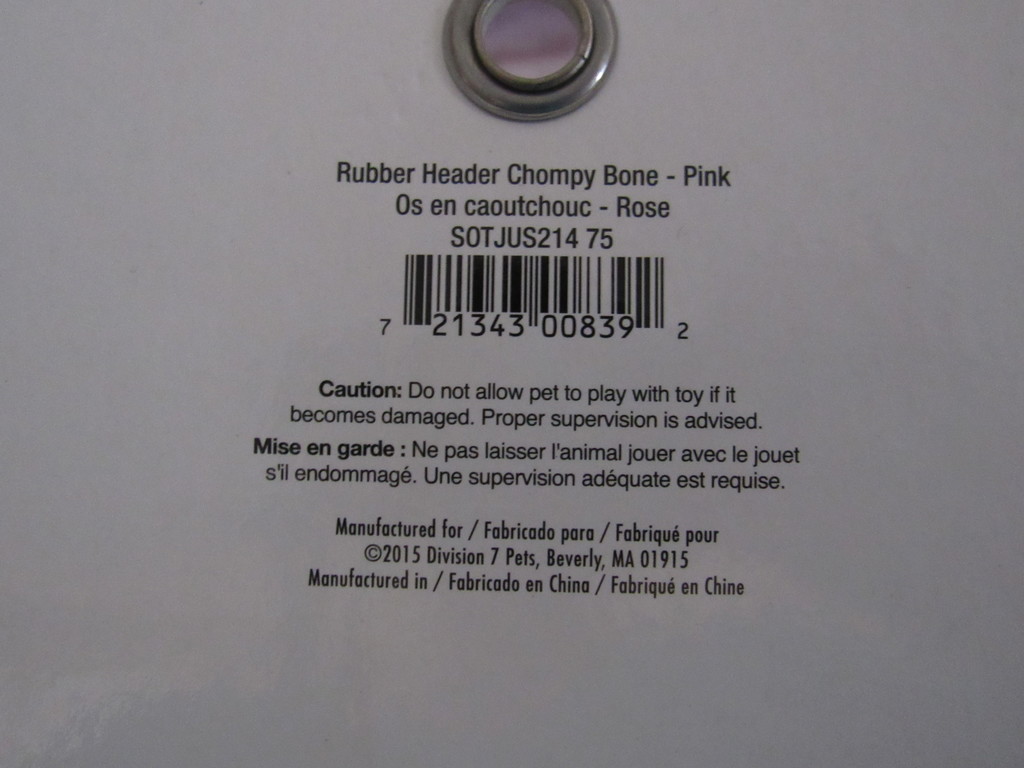 Rubber Header Chompy Bone - Pink
Os en caoutchouc - Rose
SOTJUS214 75
7 21343 00839 2
Caution: Do not allow pet to play with toy if it
becomes damaged. Proper supervision is advised.
Mise en garde : Ne pas laisser l'animal jouer avec le jouet
s'il endommagé. Une supervision adéquate est requise.
Manufactured for / Fabricado para / Fabriqué pour
©2015 Division 7 Pets, Beverly, MA 01915
Manufactured in / Fabricado en China / Fabriqué en Chine